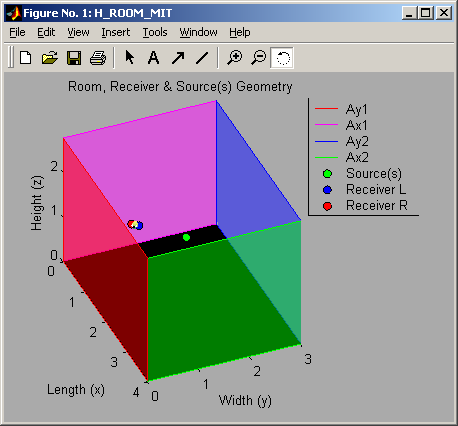 Figure No. 1: H_ROOM_MIT
File Edit View Insert Tools Window Help
A
Room, Receiver & Source(s) Geometry
Ay1
Ax1
Ay2
Ax2
Source(s)
Receiver L
Receiver R
Height (z)
2
1
0
0
1
2
3
4
Length (x)
0
1
2
3
Width (y)